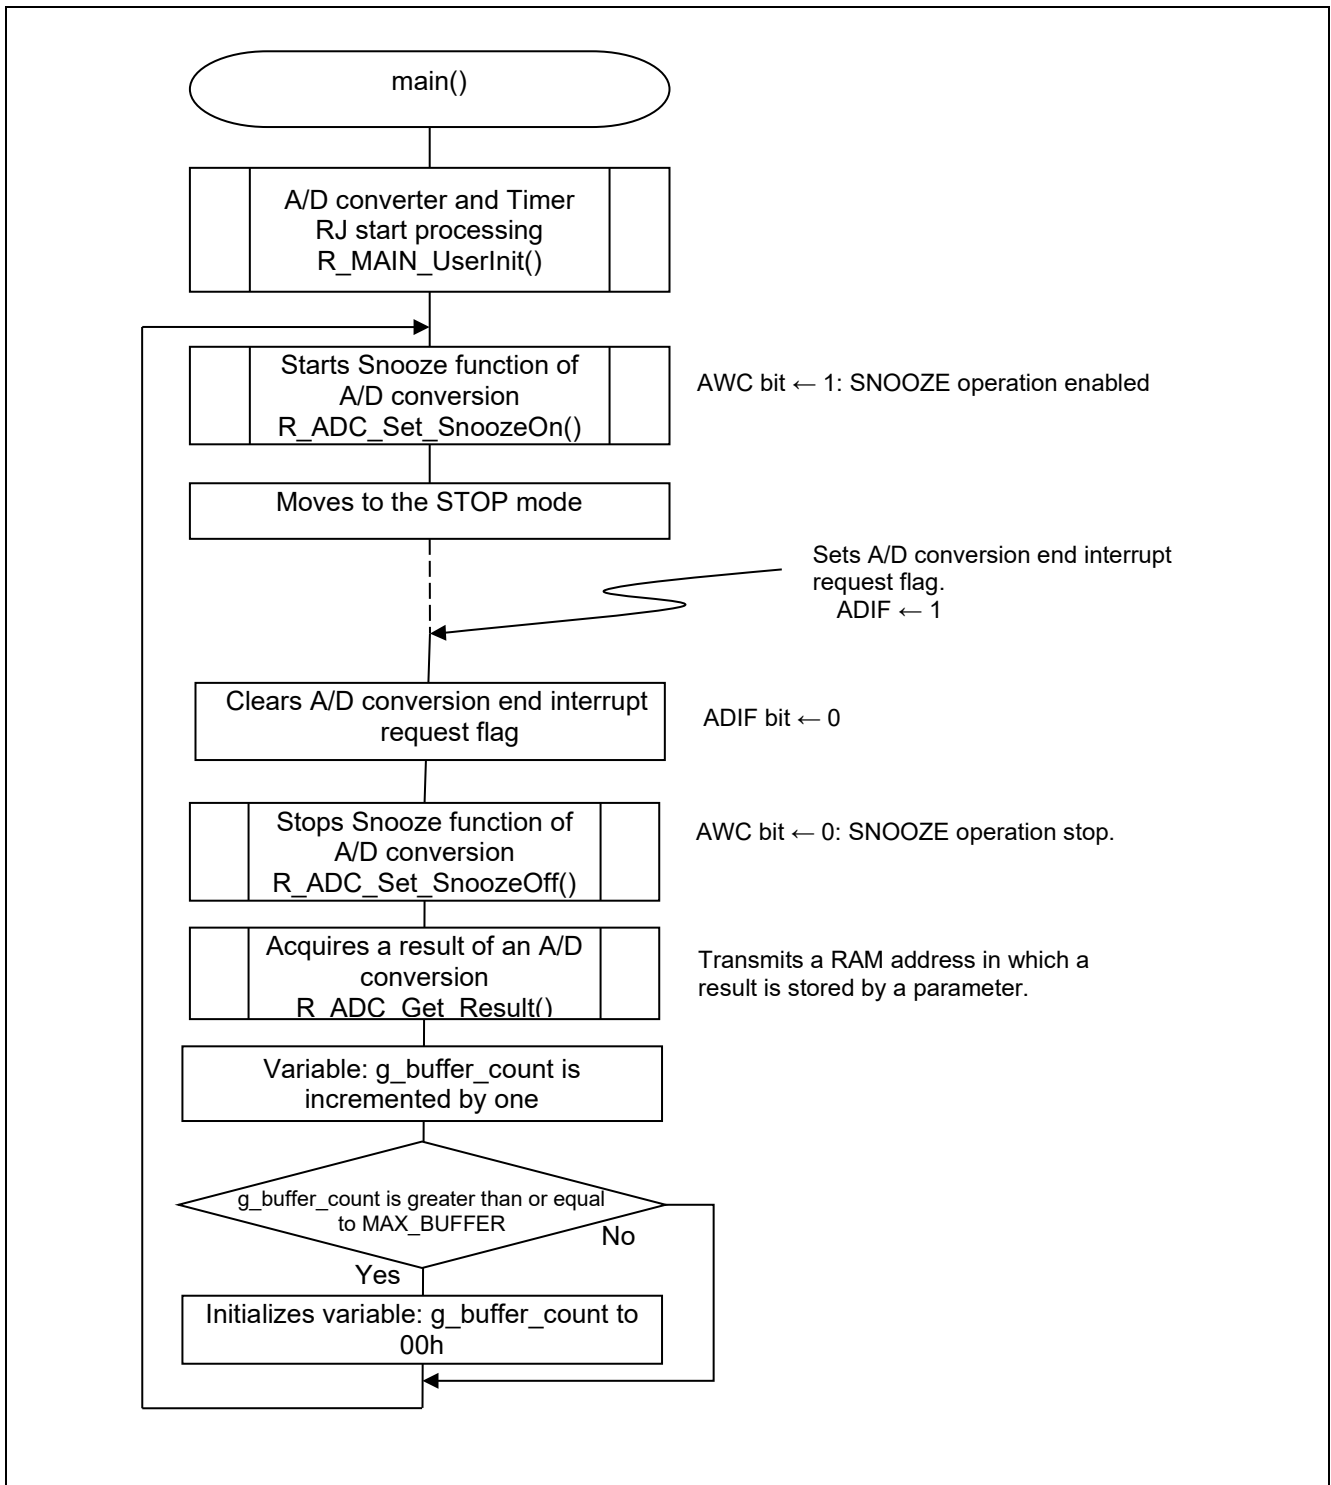 main()
A/D converter and Timer
RJ start processing
R_MAIN_UserInit()
Starts Snooze function of
A/D conversion
R_ADC_Set_SnoozeOn()
AWC bit ← 1: SNOOZE operation enabled
Moves to the STOP mode
Sets A/D conversion end interrupt
request flag.
ADIF ← 1
Clears A/D conversion end interrupt
request flag
ADIF bit ← 0
Stops Snooze function of
A/D conversion
R_ADC_Set_SnoozeOff()
AWC bit ← 0: SNOOZE operation stop.
Acquires a result of an A/D
conversion
R_ADC_Get_Result()
Transmits a RAM address in which a
result is stored by a parameter.
Variable: g_buffer_count is
incremented by one
g_buffer_count is greater than or equal
to MAX_BUFFER
No
Yes
Initializes variable: g_buffer_count to
00h